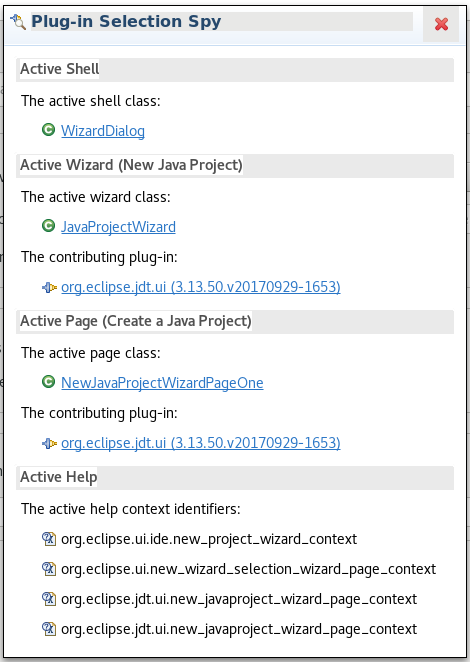 Plug-in Selection Spy
Active Shell
The active shell class:
WizardDialog
Active Wizard (New Java Project)
The active wizard class:
JavaProjectWizard
The contributing plug-in:
org.eclipse.jdt.ui (3.13.50.v20170929-1653)
Active Page (Create a Java Project)
The active page class:
NewJavaProjectWizardPageOne
The contributing plug-in:
org.eclipse.jdt.ui (3.13.50.v20170929-1653)
Active Help
The active help context identifiers:
org.eclipse.ui.ide.new_project_wizard_context
org.eclipse.ui.new_wizard_selection_wizard_page_context
org.eclipse.jdt.ui.new_javaproject_wizard_page_context
org.eclipse.jdt.ui.new_javaproject_wizard_page_context